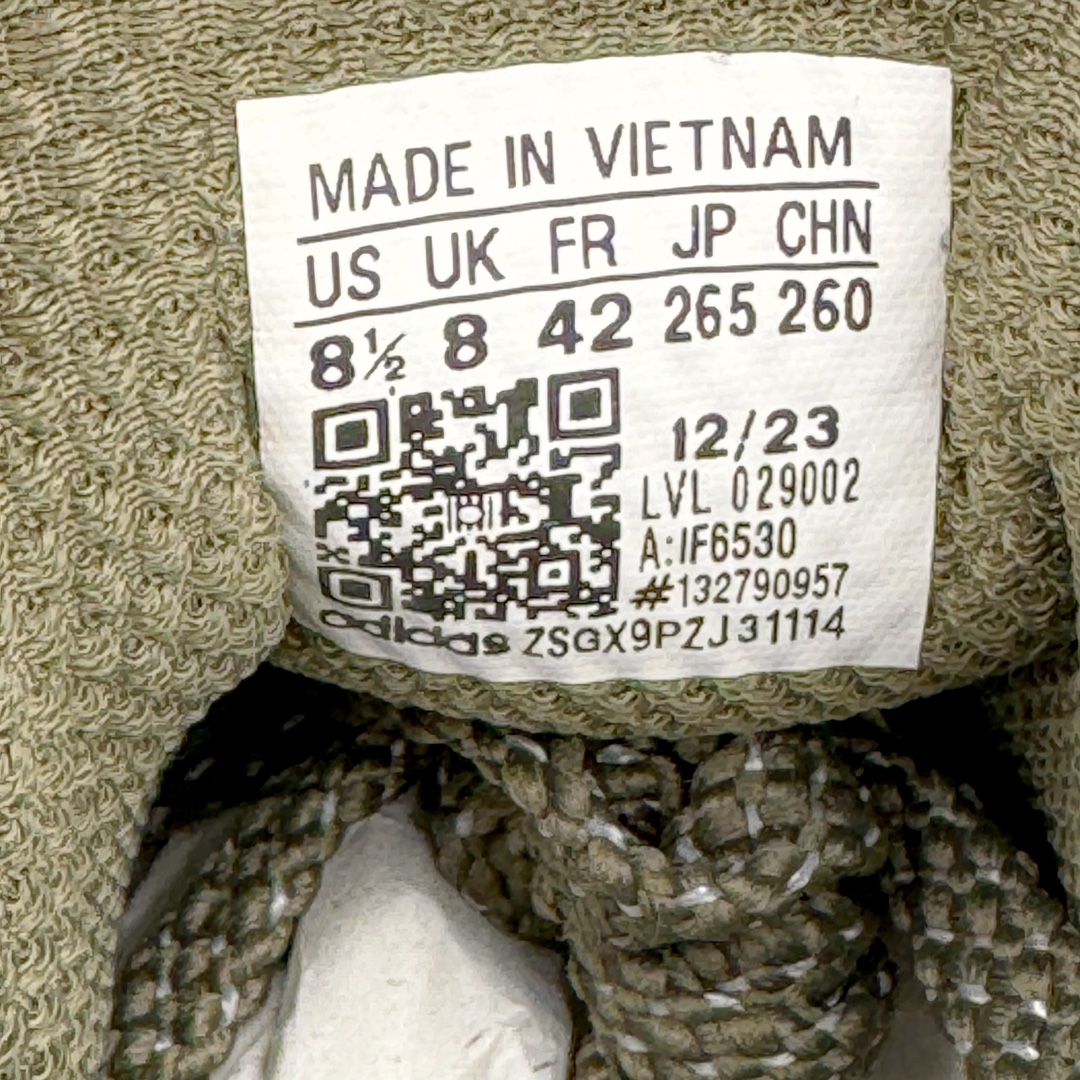 MADE IN VIETNAM
US UK FR JP CHN
8½ 8 42 265 260
12/23
LVL 029002
A:IF6530
#132790957
adidas ZSGX9PZJ31114